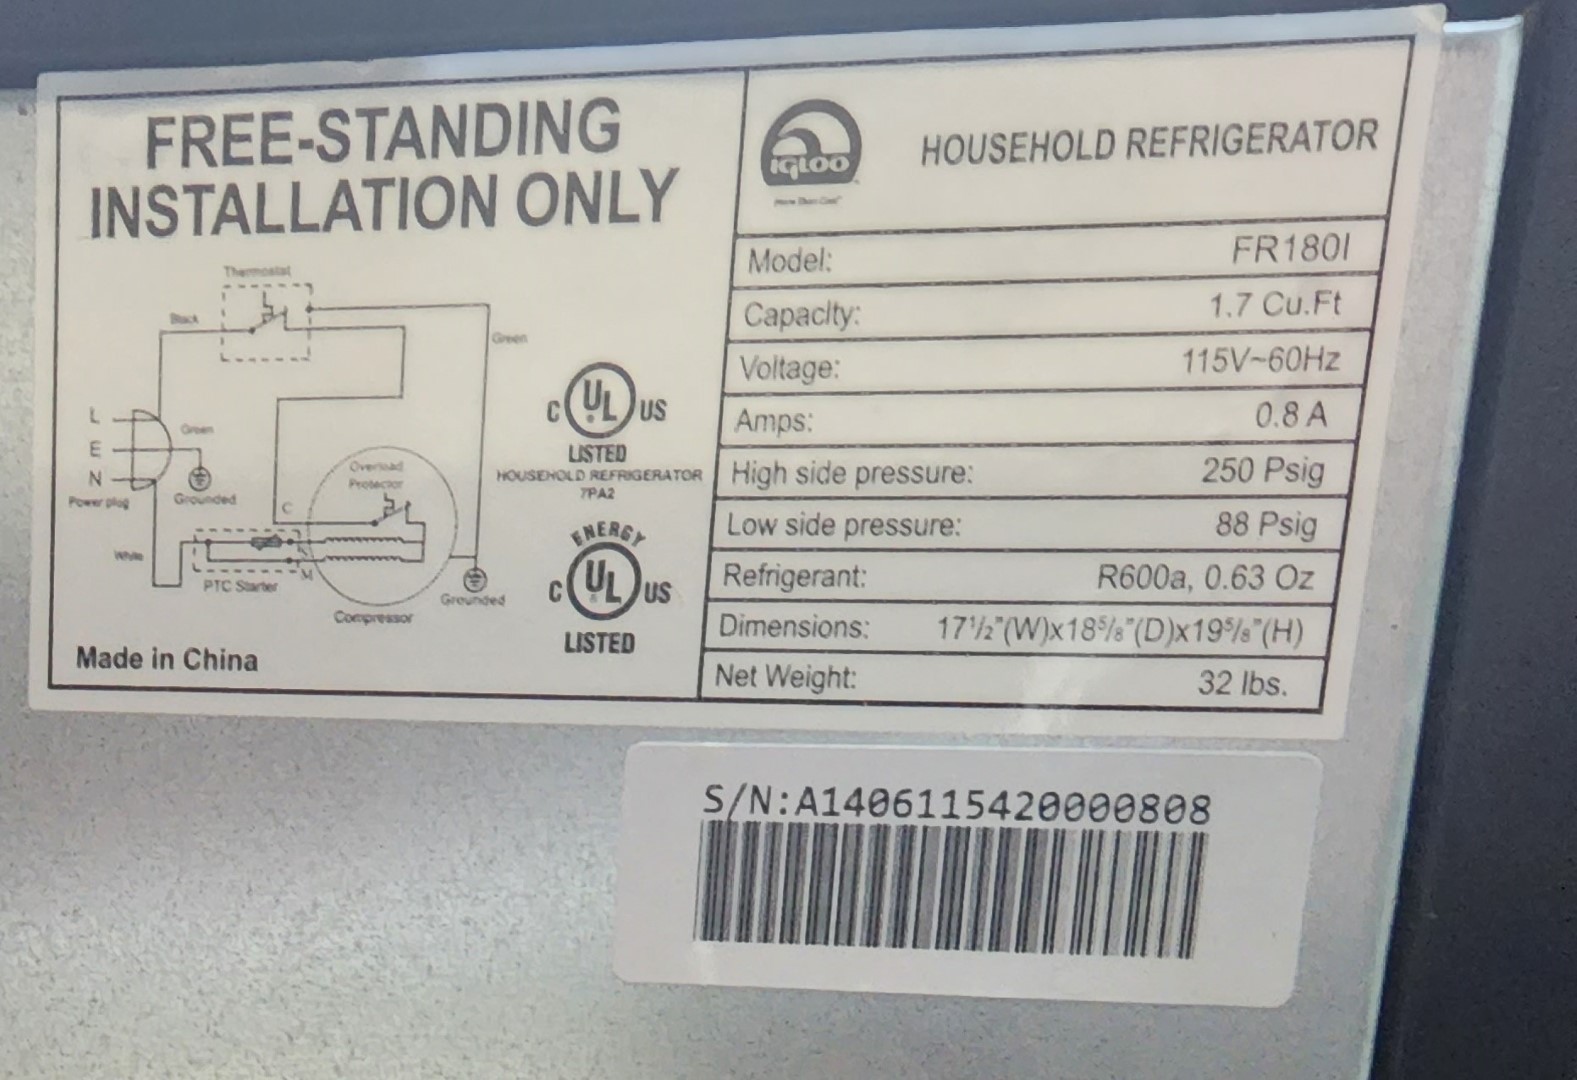 FREE-STANDING
INSTALLATION ONLY
Thermostat
Black
Green
L
E
N
Green
Power plug
Grounded
Overload
Protector
C
White
PTC Starter
M
Compressor
Grounded
C UL US
LISTED
HOUSEHOLD REFRIGERATOR
7PA2
ENERGY
C UL US
LISTED
Made in China
IGLOO
HOUSEHOLD REFRIGERATOR
Model: FR180I
Capacity: 1.7 Cu.Ft
Voltage: 115V~60Hz
Amps: 0.8 A
High side pressure: 250 Psig
Low side pressure: 88 Psig
Refrigerant: R600a, 0.63 Oz
Dimensions: 17½"(W)x18⅝"(D)x19⅝"(H)
Net Weight: 32 lbs.
S/N:A1406115420000808